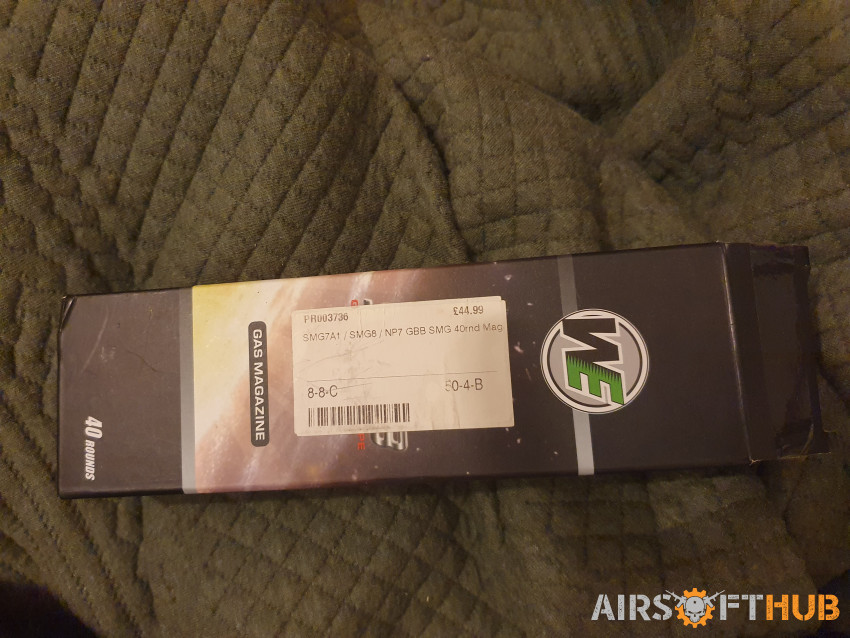 PR003736 £44.99
SMG7A1 / SMG8 / NP7 GBB SMG 40rnd Mag
8-8-C 50-4-B
GAS MAGAZINE
40 ROUNDS
WE
AIRSOFTHUB